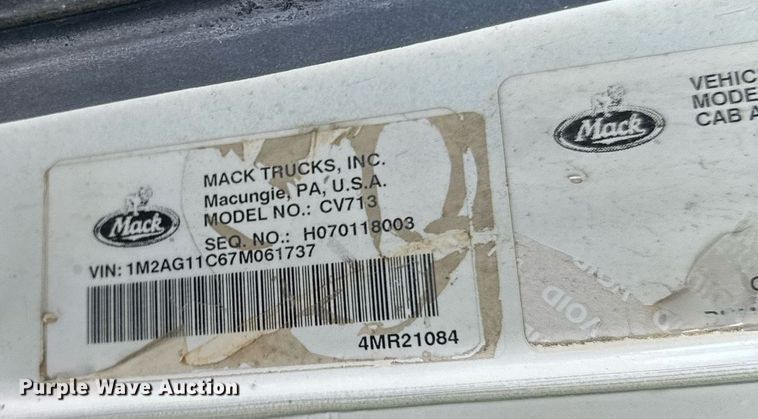 MACK TRUCKS, INC.
Macungie, PA, U.S.A.
MODEL NO.: CV713
SEQ. NO.: H070118003
Mack
VIN: 1M2AG11C67M061737
4MR21084
Mack
VEHIC
MODE
CAB A
VOID
Purple Wave Auction